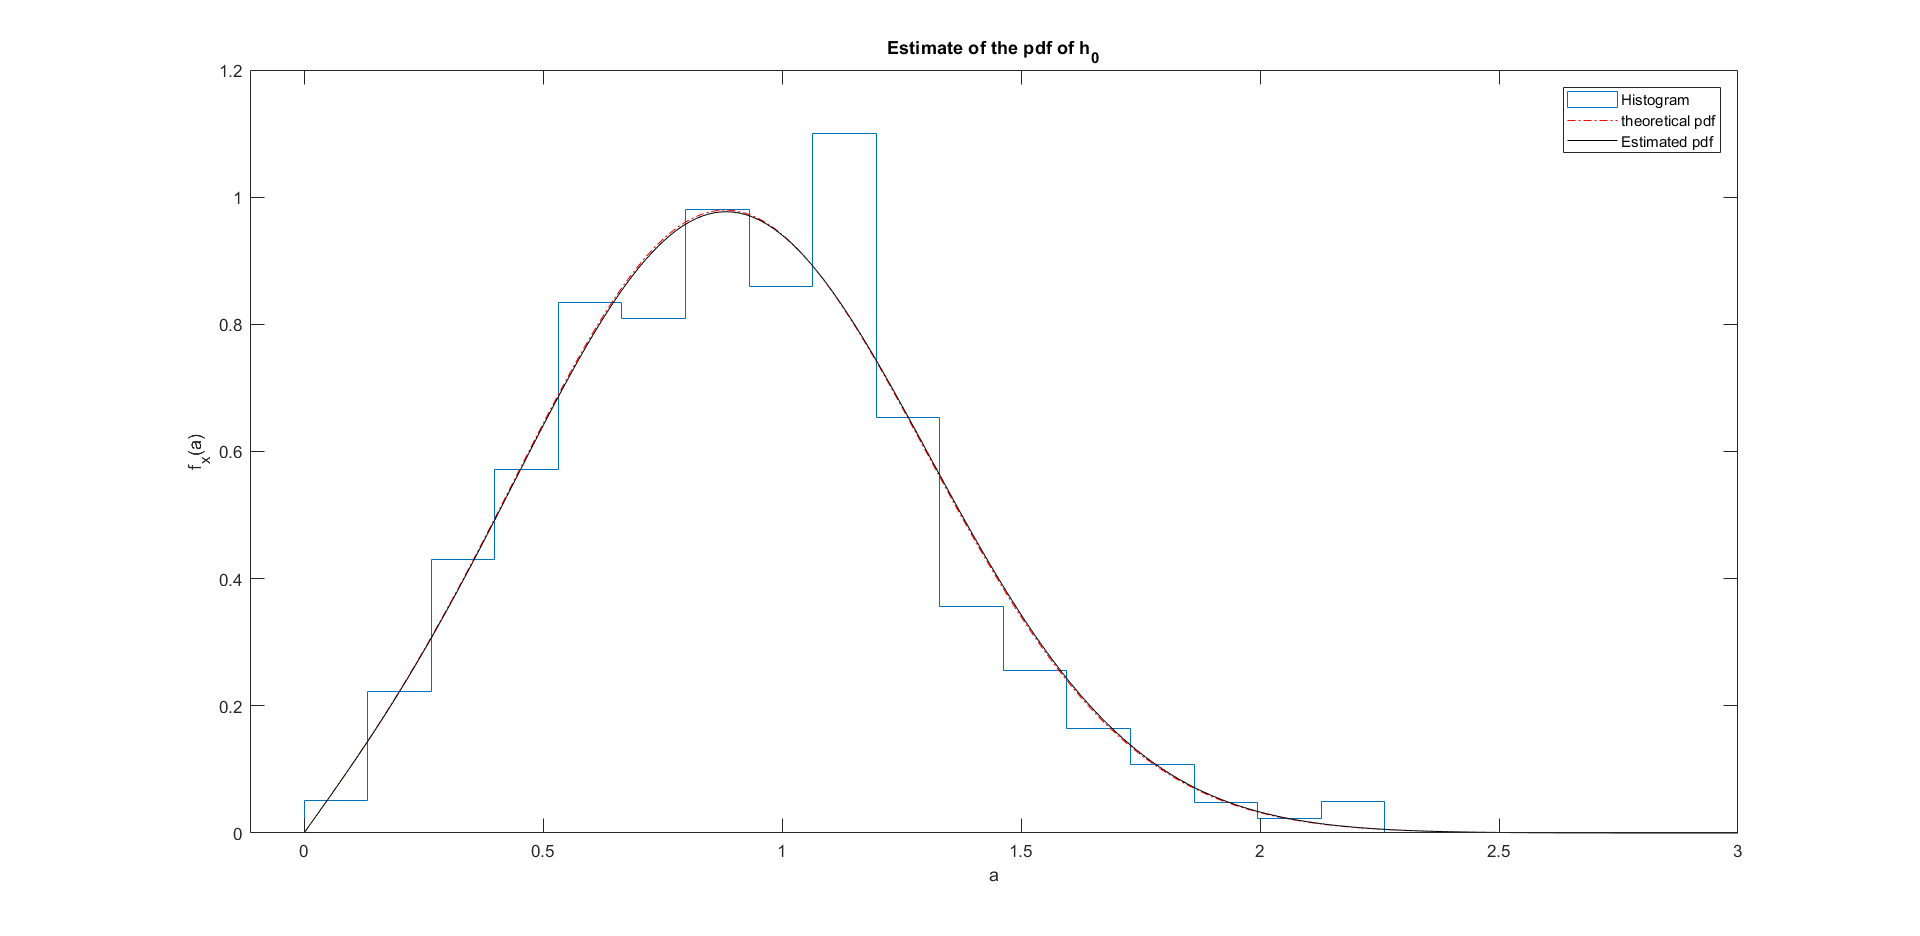 Estimate of the pdf of h₀
Histogram
theoretical pdf
Estimated pdf
1.2
1
0.8
0.6
0.4
0.2
0
fₓ(a)
0 0.5 1 1.5 2 2.5 3
a